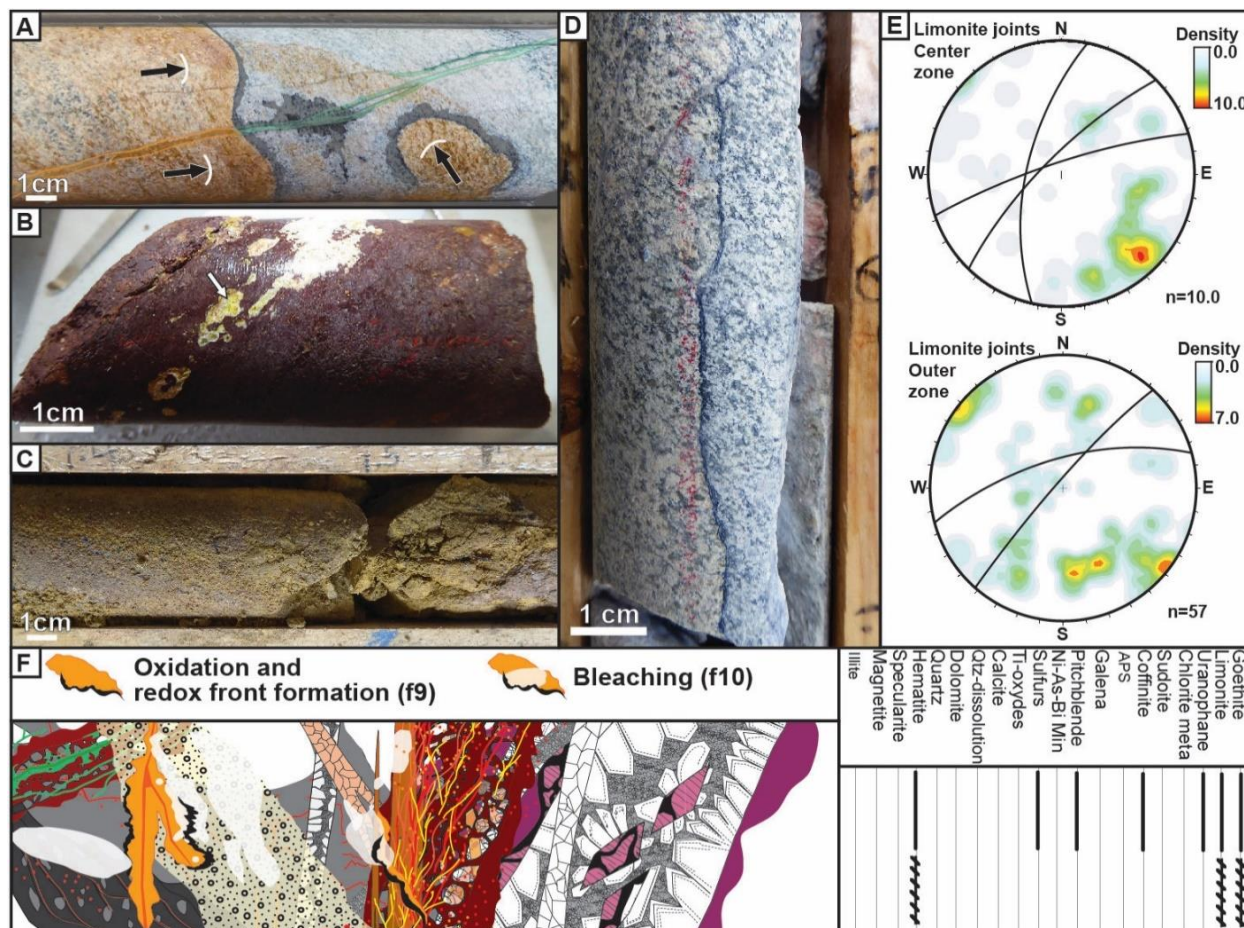 A
1cm
B
1cm
C
1cm
D
1 cm
E
Limonite joints
Center
zone
N
W
E
S
Density
0.0
10.0
n=10.0
Limonite joints
Outer
zone
N
W
E
S
Density
0.0
7.0
n=57
F
Oxidation and
redox front formation (f9)
Bleaching (f10)
Illite
Magnetite
Specularite
Hematite
Quartz
Dolomite
Qtz-dissolution
Calcite
Ti-oxydes
Sulfurs
Ni-As-Bi Min
Pitchblende
Galena
APS
Coffinite
Sudoite
Chlorite meta
Uranophane
Limonite
Goethite